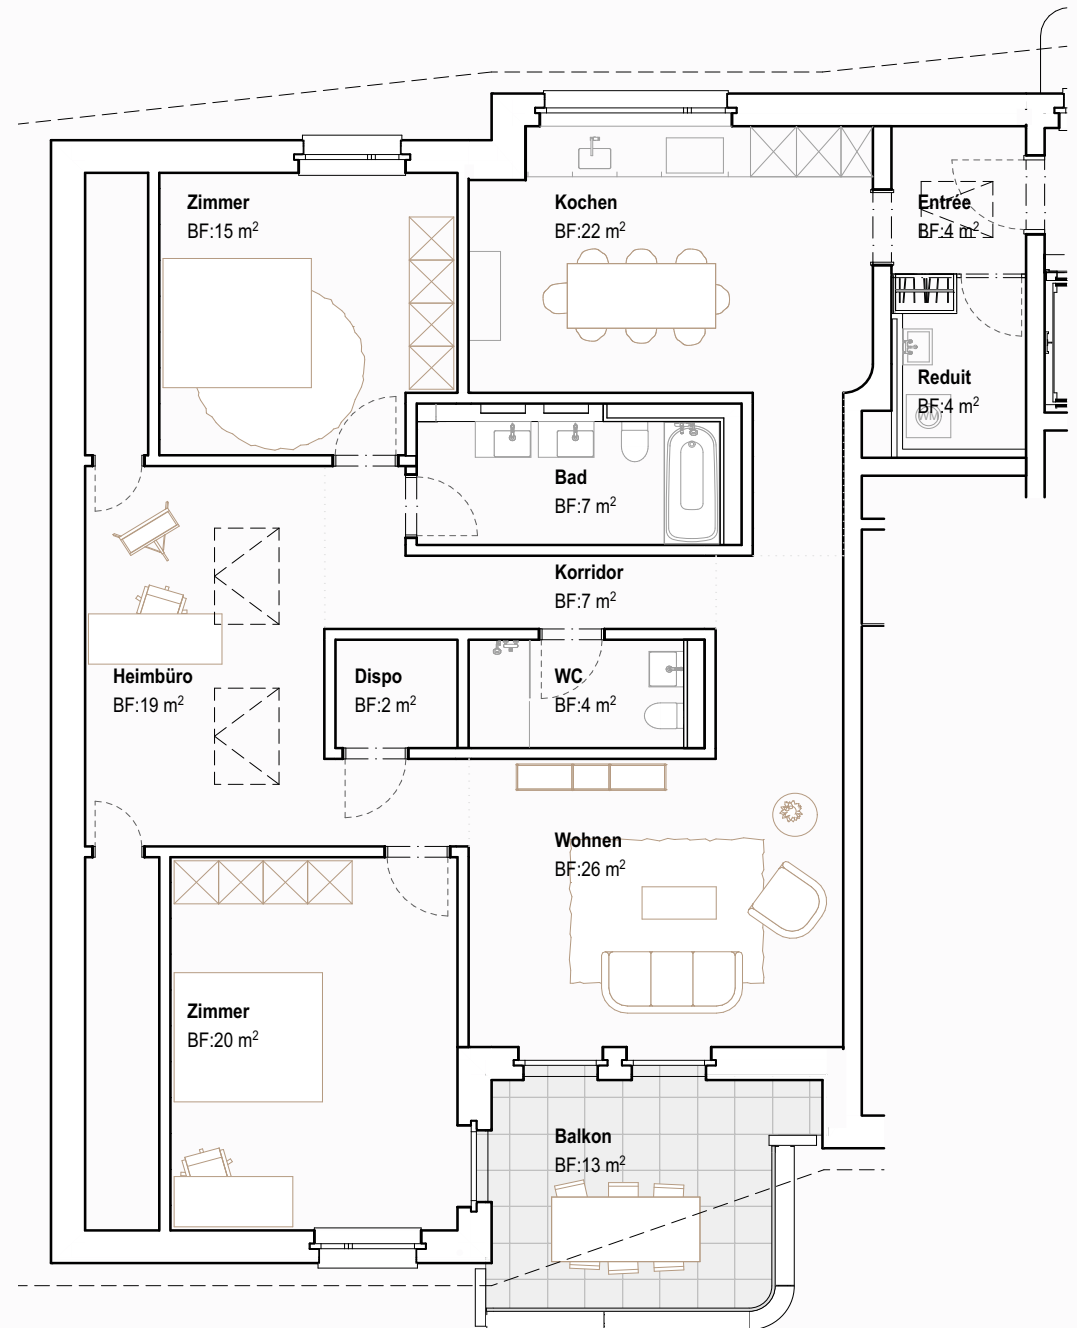 Zimmer
BF:15 m²
Kochen
BF:22 m²
Entrée
BF:4 m²
Reduit
BF:4 m²
WM
Bad
BF:7 m²
Korridor
BF:7 m²
Heimbüro
BF:19 m²
Dispo
BF:2 m²
WC
BF:4 m²
Wohnen
BF:26 m²
Zimmer
BF:20 m²
Balkon
BF:13 m²